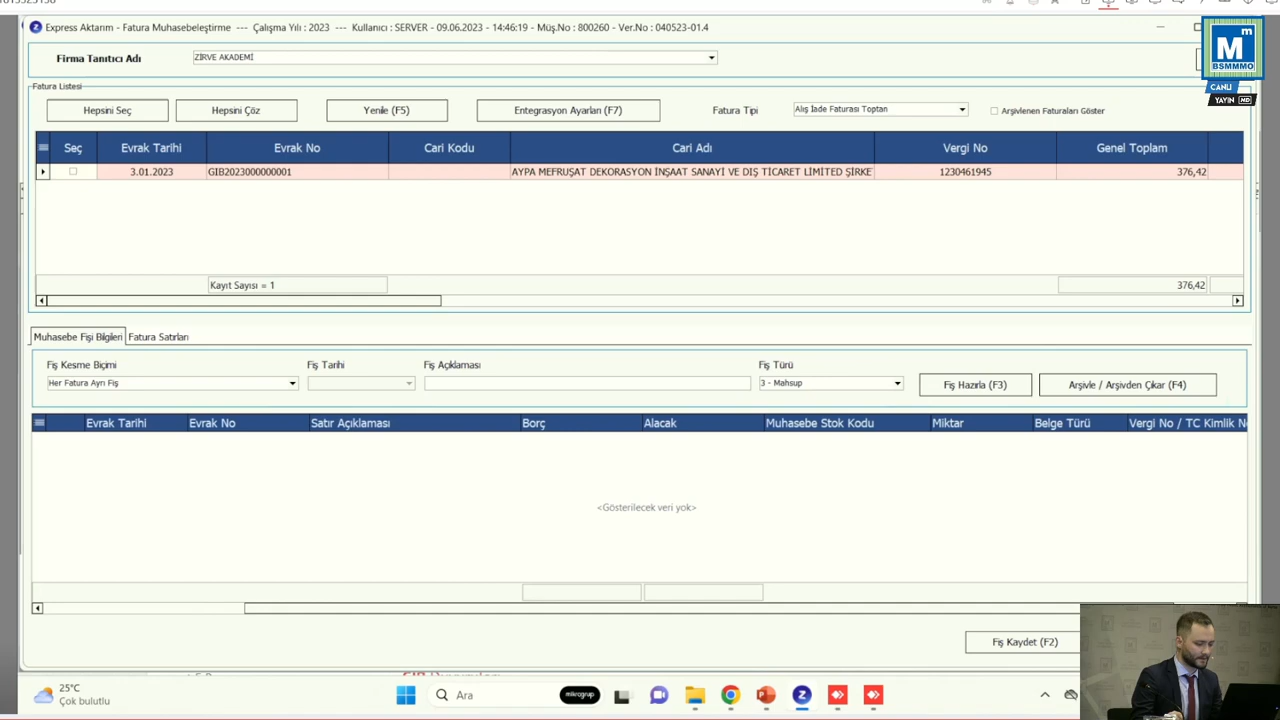 Express Aktarım - Fatura Muhasebeleştirme --- Çalışma Yılı : 2023 --- Kullanıcı : SERVER - 09.06.2023 - 14:46:19 - Müş.No : 800260 - Ver.No : 040523-01.4
Firma Tanıtıcı Adı
ZİRVE AKADEMİ
M m
BSMMMO
CANLI
YAYIN HD
Fatura Listesi
Hepsini Seç
Hepsini Çöz
Yenile (F5)
Entegrasyon Ayarları (F7)
Fatura Tipi
Alış İade Faturası Toptan
Arşivlenen Faturaları Göster
Seç Evrak Tarihi Evrak No Cari Kodu Cari Adı Vergi No Genel Toplam
3.01.2023 GIB2023000000001 AYPA MEFRUŞAT DEKORASYON İNŞAAT SANAYİ VE DIŞ TİCARET LİMİTED ŞİRKE 1230461945 376,42
Kayıt Sayısı = 1
376,42
Muhasebe Fişi Bilgileri Fatura Satırları
Fiş Kesme Biçimi
Fiş Tarihi
Fiş Açıklaması
Fiş Türü
Her Fatura Ayrı Fiş
3 - Mahsup
Fiş Hazırla (F3)
Arşivle / Arşivden Çıkar (F4)
Evrak Tarihi Evrak No Satır Açıklaması Borç Alacak Muhasebe Stok Kodu Miktar Belge Türü Vergi No / TC Kimlik N
<Gösterilecek veri yok>
Fiş Kaydet (F2)
25°C
Çok bulutlu
Ara
mikrogrup